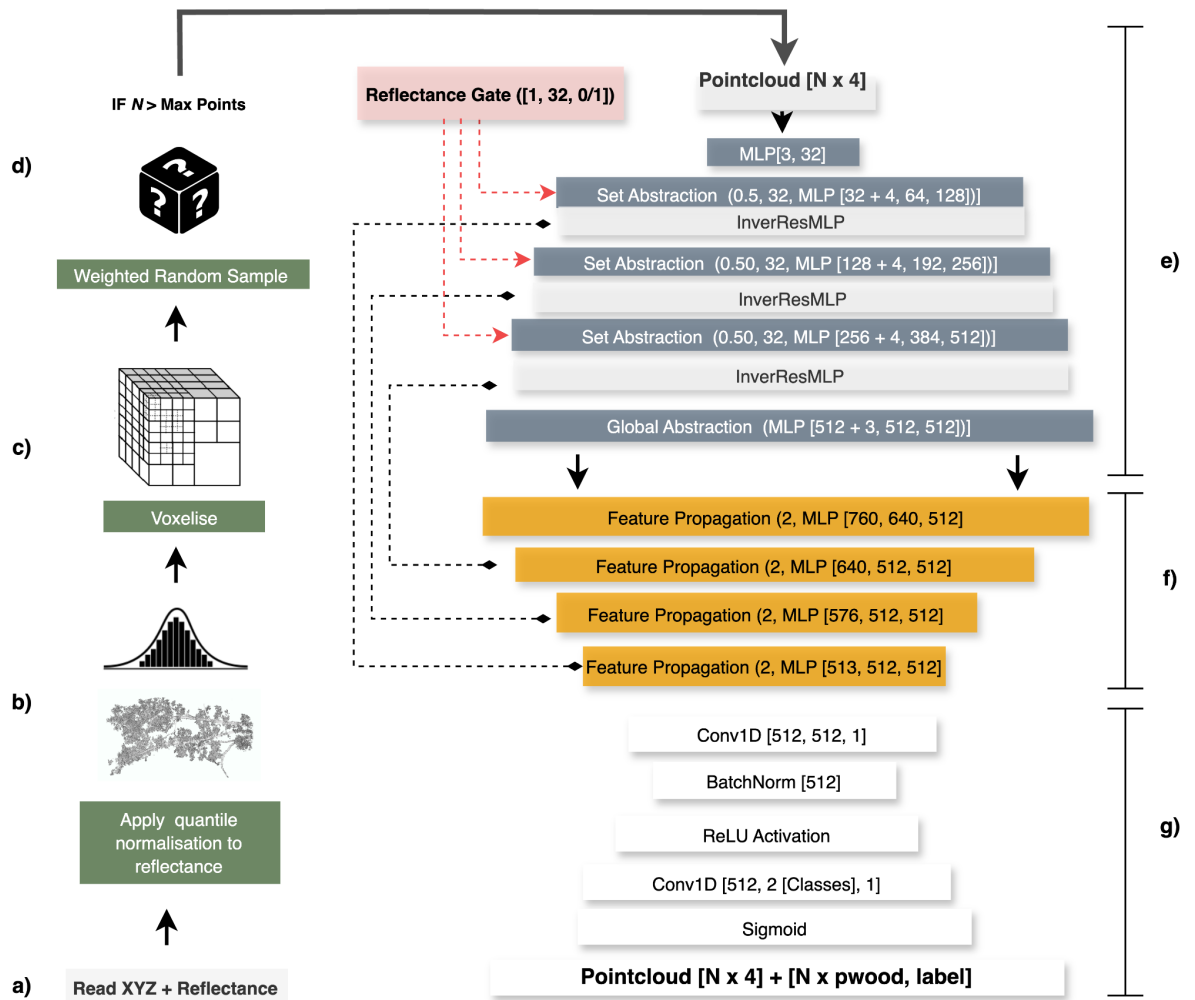 IF N > Max Points
d)
? ? ?
Weighted Random Sample
c)
Voxelise
b)
Apply quantile
normalisation to
reflectance
a)
Read XYZ + Reflectance
Reflectance Gate ([1, 32, 0/1])
Pointcloud [N x 4]
MLP[3, 32]
Set Abstraction (0.5, 32, MLP [32 + 4, 64, 128])]
InverResMLP
Set Abstraction (0.50, 32, MLP [128 + 4, 192, 256])]
InverResMLP
Set Abstraction (0.50, 32, MLP [256 + 4, 384, 512])]
InverResMLP
Global Abstraction (MLP [512 + 3, 512, 512])]
e)
Feature Propagation (2, MLP [760, 640, 512]
Feature Propagation (2, MLP [640, 512, 512]
Feature Propagation (2, MLP [576, 512, 512]
Feature Propagation (2, MLP [513, 512, 512]
f)
Conv1D [512, 512, 1]
BatchNorm [512]
ReLU Activation
Conv1D [512, 2 [Classes], 1]
Sigmoid
Pointcloud [N x 4] + [N x pwood, label]
g)